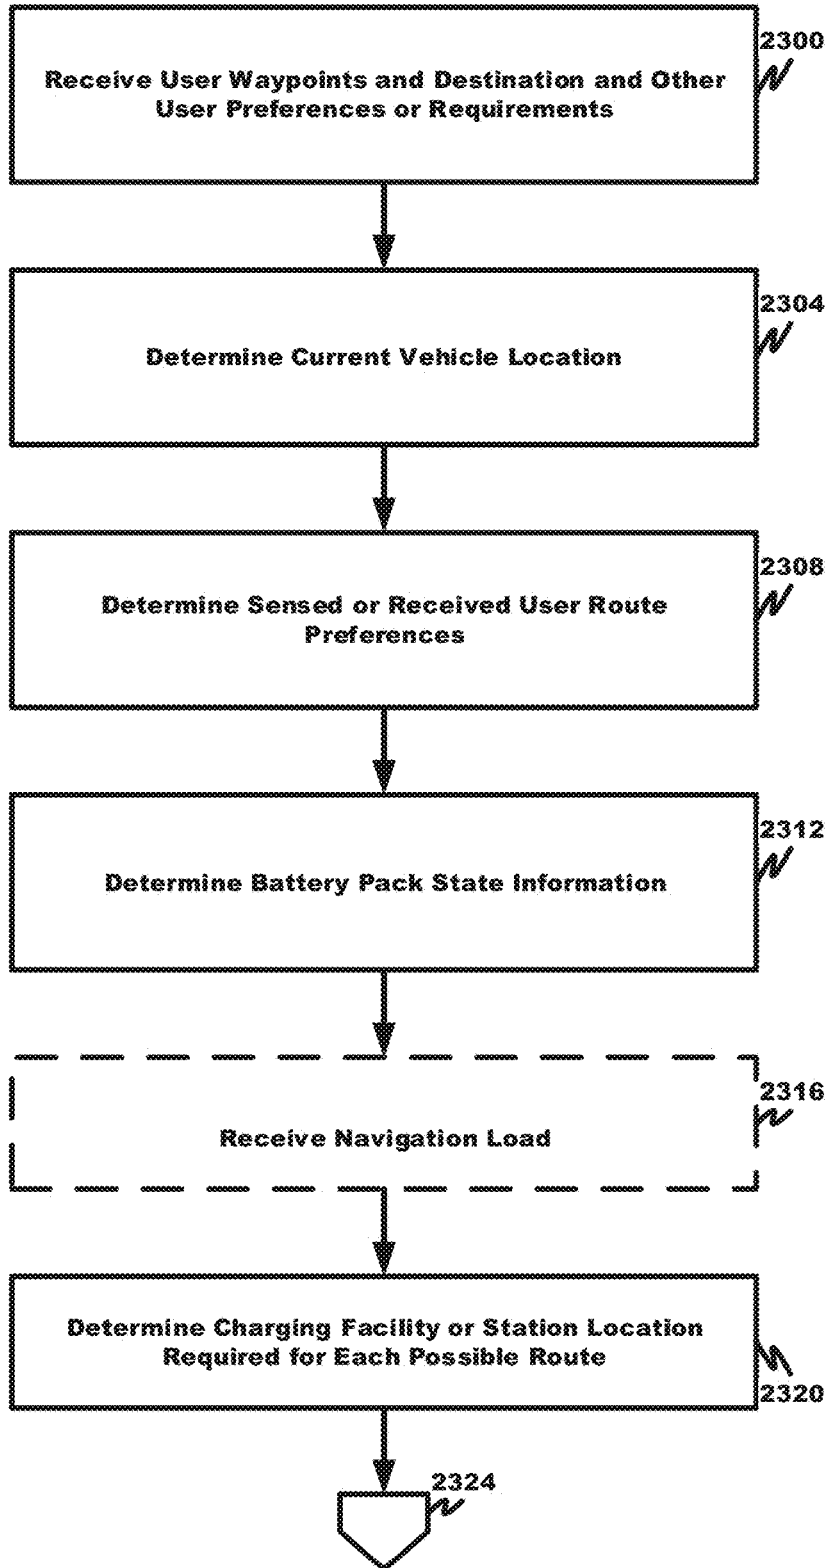 2300
Receive User Waypoints and Destination and Other
User Preferences or Requirements
2304
Determine Current Vehicle Location
2308
Determine Sensed or Received User Route
Preferences
2312
Determine Battery Pack State Information
2316
Receive Navigation Load
Determine Charging Facility or Station Location
Required for Each Possible Route
2320
2324